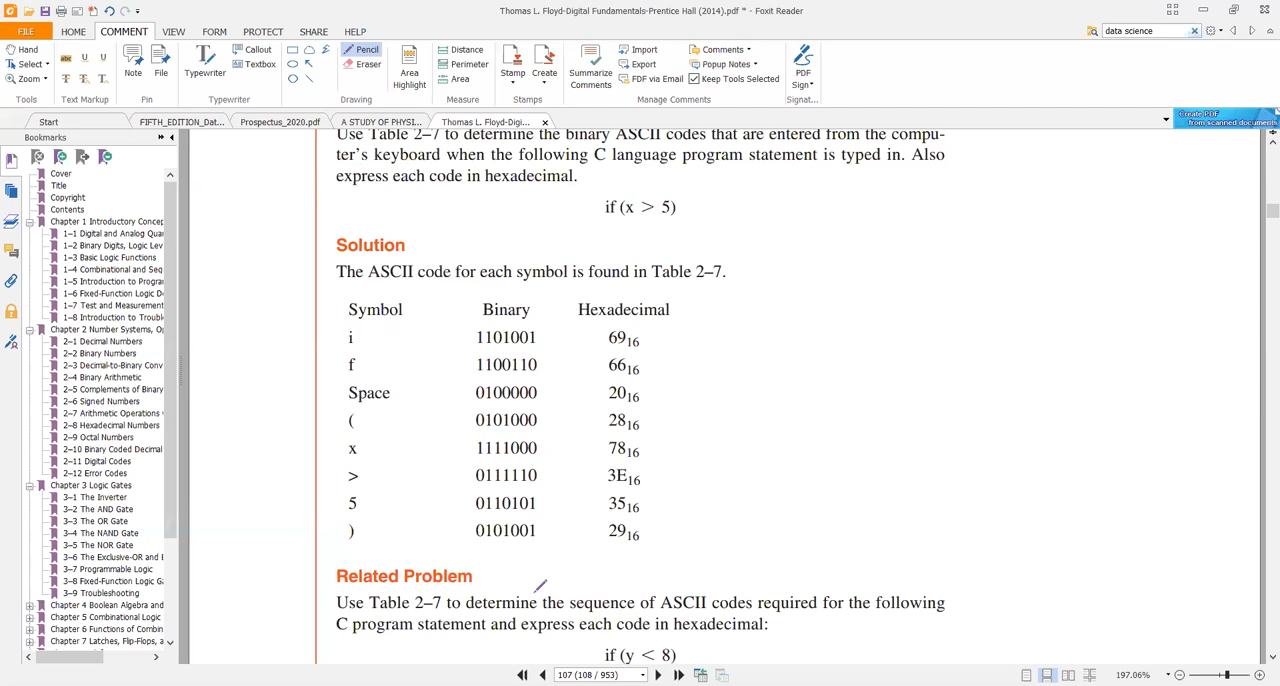 Thomas L. Floyd-Digital Fundamentals-Prentice Hall (2014).pdf * - Foxit Reader
FILE HOME COMMENT VIEW FORM PROTECT SHARE HELP
data science
Hand
Select
Zoom
Tools
Text Markup
Note
File
Pin
Typewriter
Callout
Textbox
Typewriter
Pencil
Eraser
Drawing
Area
Highlight
Distance
Perimeter
Area
Measure
Stamp
Create
Stamps
Summarize
Comments
Import
Export
FDF via Email
Comments
Popup Notes
Keep Tools Selected
Manage Comments
PDF
Sign
Signat...
Start
FIFTH_EDITION_Dat...
Prospectus_2020.pdf
A STUDY OF PHYSI...
Thomas L. Floyd-Digi...
Create PDF
from scanned documents
Bookmarks
Cover
Title
Copyright
Contents
Chapter 1 Introductory Concep
1-1 Digital and Analog Quan
1-2 Binary Digits, Logic Lev
1-3 Basic Logic Functions
1-4 Combinational and Seq
1-5 Introduction to Progra
1-6 Fixed-Function Logic D
1-7 Test and Measurement
1-8 Introduction to Troubl
Chapter 2 Number Systems, Op
2-1 Decimal Numbers
2-2 Binary Numbers
2-3 Decimal-to-Binary Conv
2-4 Binary Arithmetic
2-5 Complements of Binary
2-6 Signed Numbers
2-7 Arithmetic Operations
2-8 Hexadecimal Numbers
2-9 Octal Numbers
2-10 Binary Coded Decimal
2-11 Digital Codes
2-12 Error Codes
Chapter 3 Logic Gates
3-1 The Inverter
3-2 The AND Gate
3-3 The OR Gate
3-4 The NAND Gate
3-5 The NOR Gate
3-6 The Exclusive-OR and E
3-7 Programmable Logic
3-8 Fixed-Function Logic Ga
3-9 Troubleshooting
Chapter 4 Boolean Algebra and
Chapter 5 Combinational Logic
Chapter 6 Functions of Combin
Chapter 7 Latches, Flip-Flops, a
Use Table 2–7 to determine the binary ASCII codes that are entered from the compu-
ter's keyboard when the following C language program statement is typed in. Also
express each code in hexadecimal.
if (x > 5)
Solution
The ASCII code for each symbol is found in Table 2–7.
Symbol Binary Hexadecimal
i 1101001 69₁₆
f 1100110 66₁₆
Space 0100000 20₁₆
( 0101000 28₁₆
x 1111000 78₁₆
> 0111110 3E₁₆
5 0110101 35₁₆
) 0101001 29₁₆
Related Problem
Use Table 2–7 to determine the sequence of ASCII codes required for the following
C program statement and express each code in hexadecimal:
if (y < 8)
107 (108 / 953)
197.06%